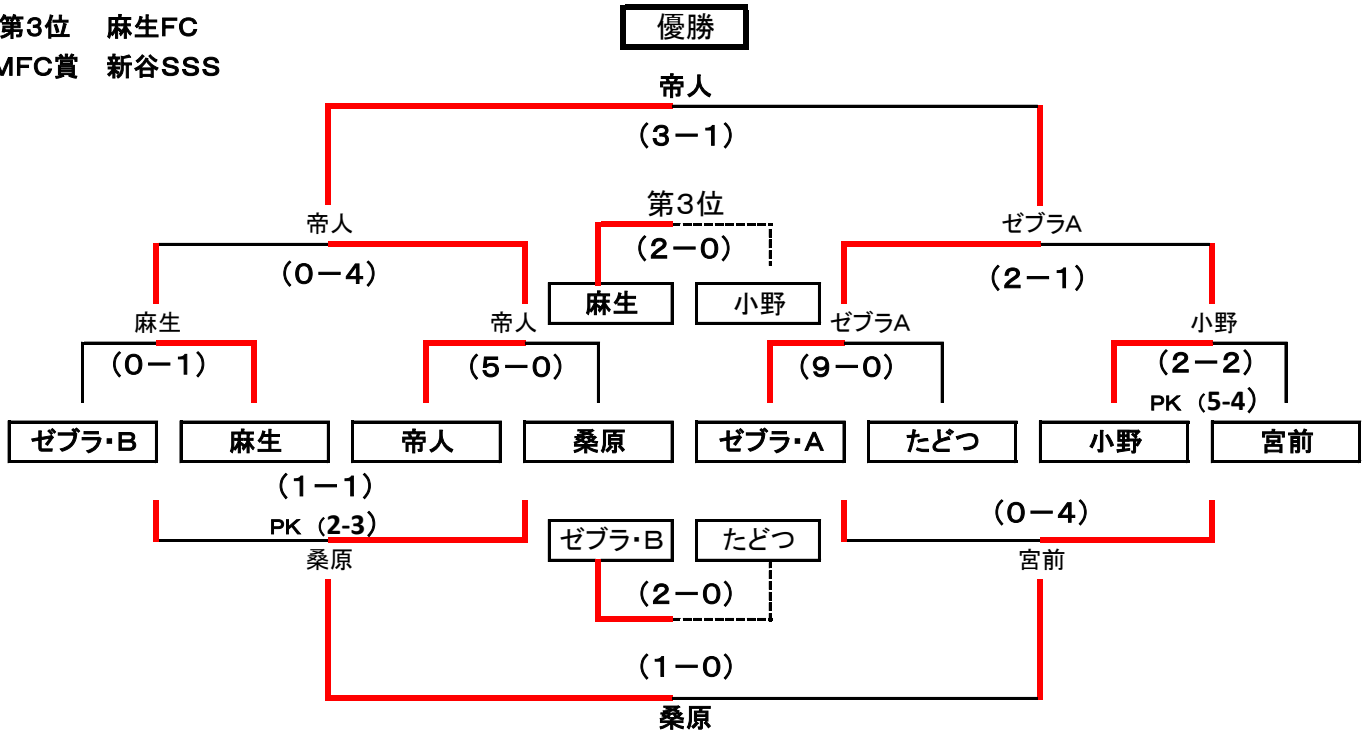 第3位 麻生FC
MFC賞 新谷SSS
優勝
帝人
(3-1)
帝人
第3位
ゼブラA
(0-4)
(2-0)
(2-1)
麻生
小野
麻生
帝人
ゼブラA
小野
(0-1)
(5-0)
(9-0)
(2-2)
PK (5-4)
ゼブラ・B
麻生
帝人
桑原
ゼブラ・A
たどつ
小野
宮前
(1-1)
PK (2-3)
(0-4)
桑原
ゼブラ・B
たどつ
宮前
(2-0)
(1-0)
桑原